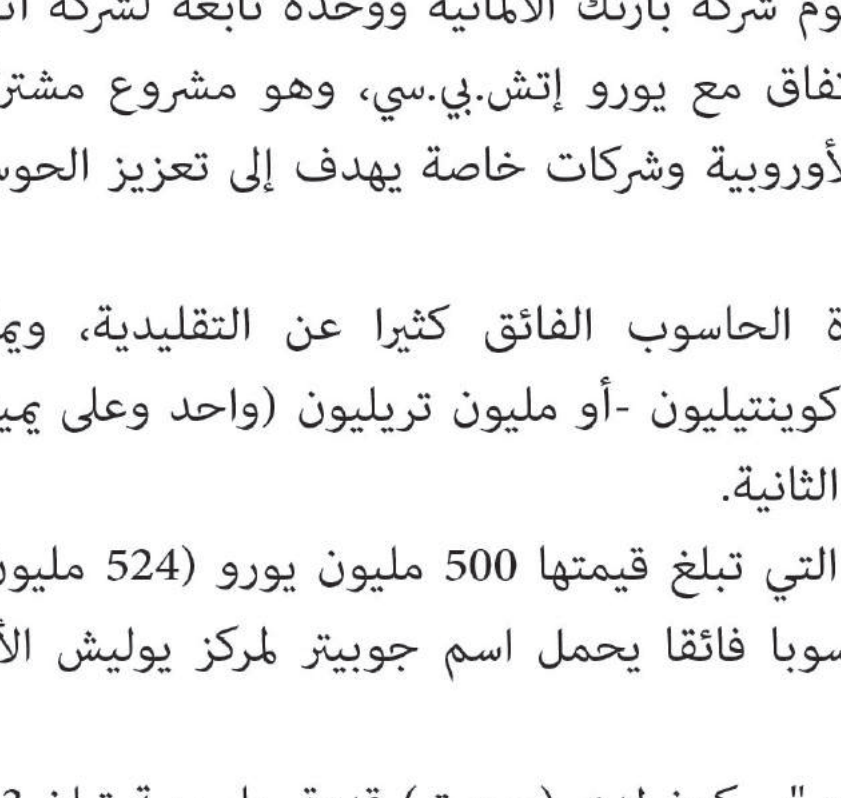 وم شركة بارتك الألمانية ووحدة تابعة لشركة
تفاق مع يورو إتش.بي.سي، وهو مشروع مشتر
لأوروبية وشركات خاصة يهدف إلى تعزيز الحو
ة الحاسوب الفائق كثيرا عن التقليدية، ويم
كوينتيليون -أو مليون تريليون (واحد وعلى يمي
الثانية.
التي تبلغ قيمتها 500 مليون يورو (524 مليون
سوبا فائقا يحمل اسم جوبيتر لمركز يوليش الأ